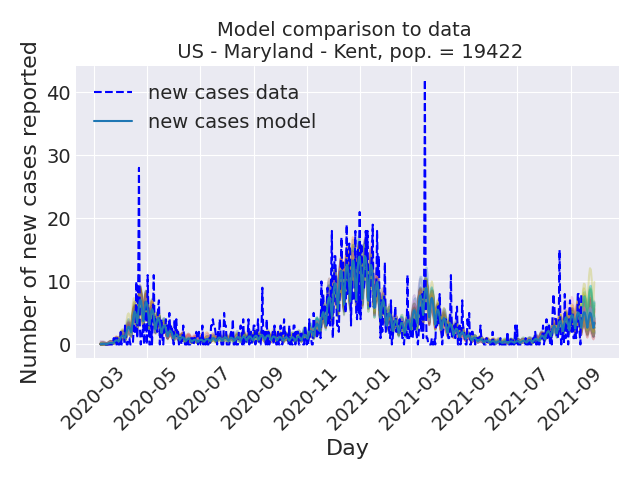 Model comparison to data
US - Maryland - Kent, pop. = 19422
new cases data
new cases model
Number of new cases reported
40
30
20
10
0
2020-03
2020-05
2020-07
2020-09
2020-11
2021-01
2021-03
2021-05
2021-07
2021-09
Day